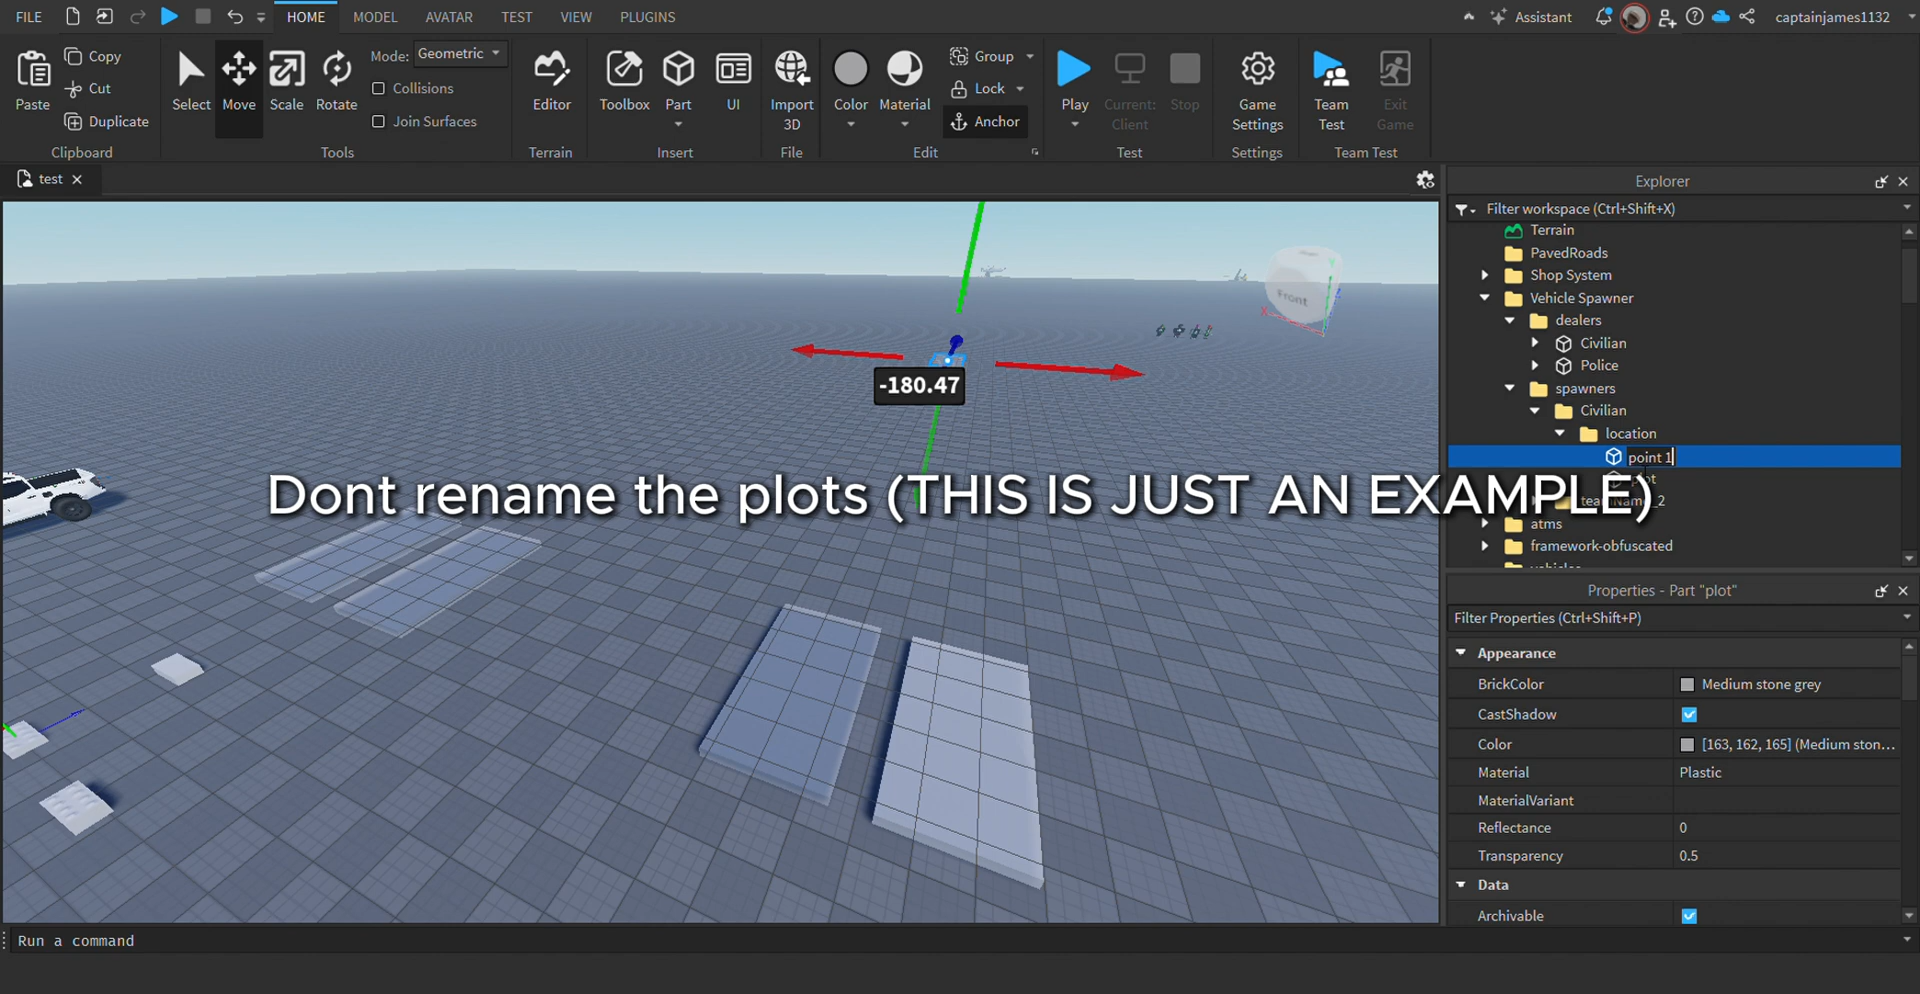 FILE
HOME
MODEL
AVATAR
TEST
VIEW
PLUGINS
Assistant
captainjames1132
Paste
Copy
Cut
Duplicate
Clipboard
Select
Move
Scale
Rotate
Mode: Geometric
Collisions
Join Surfaces
Tools
Editor
Terrain
Toolbox
Part
UI
Insert
Import
3D
File
Color
Material
Group
Lock
Anchor
Edit
Play
Current:
Client
Stop
Test
Game
Settings
Settings
Team
Test
Exit
Game
Team Test
test
Front
-180.47
Dont rename the plots (THIS IS JUST AN EXAMPLE)
Explorer
Filter workspace (Ctrl+Shift+X)
Terrain
PavedRoads
Shop System
Vehicle Spawner
dealers
Civilian
Police
spawners
Civilian
location
point 1
plot
teamName_2
atms
framework-obfuscated
vehicles
Properties - Part "plot"
Filter Properties (Ctrl+Shift+P)
Appearance
BrickColor Medium stone grey
CastShadow
Color [163, 162, 165] (Medium ston...
Material Plastic
MaterialVariant
Reflectance 0
Transparency 0.5
Data
Archivable
Run a command